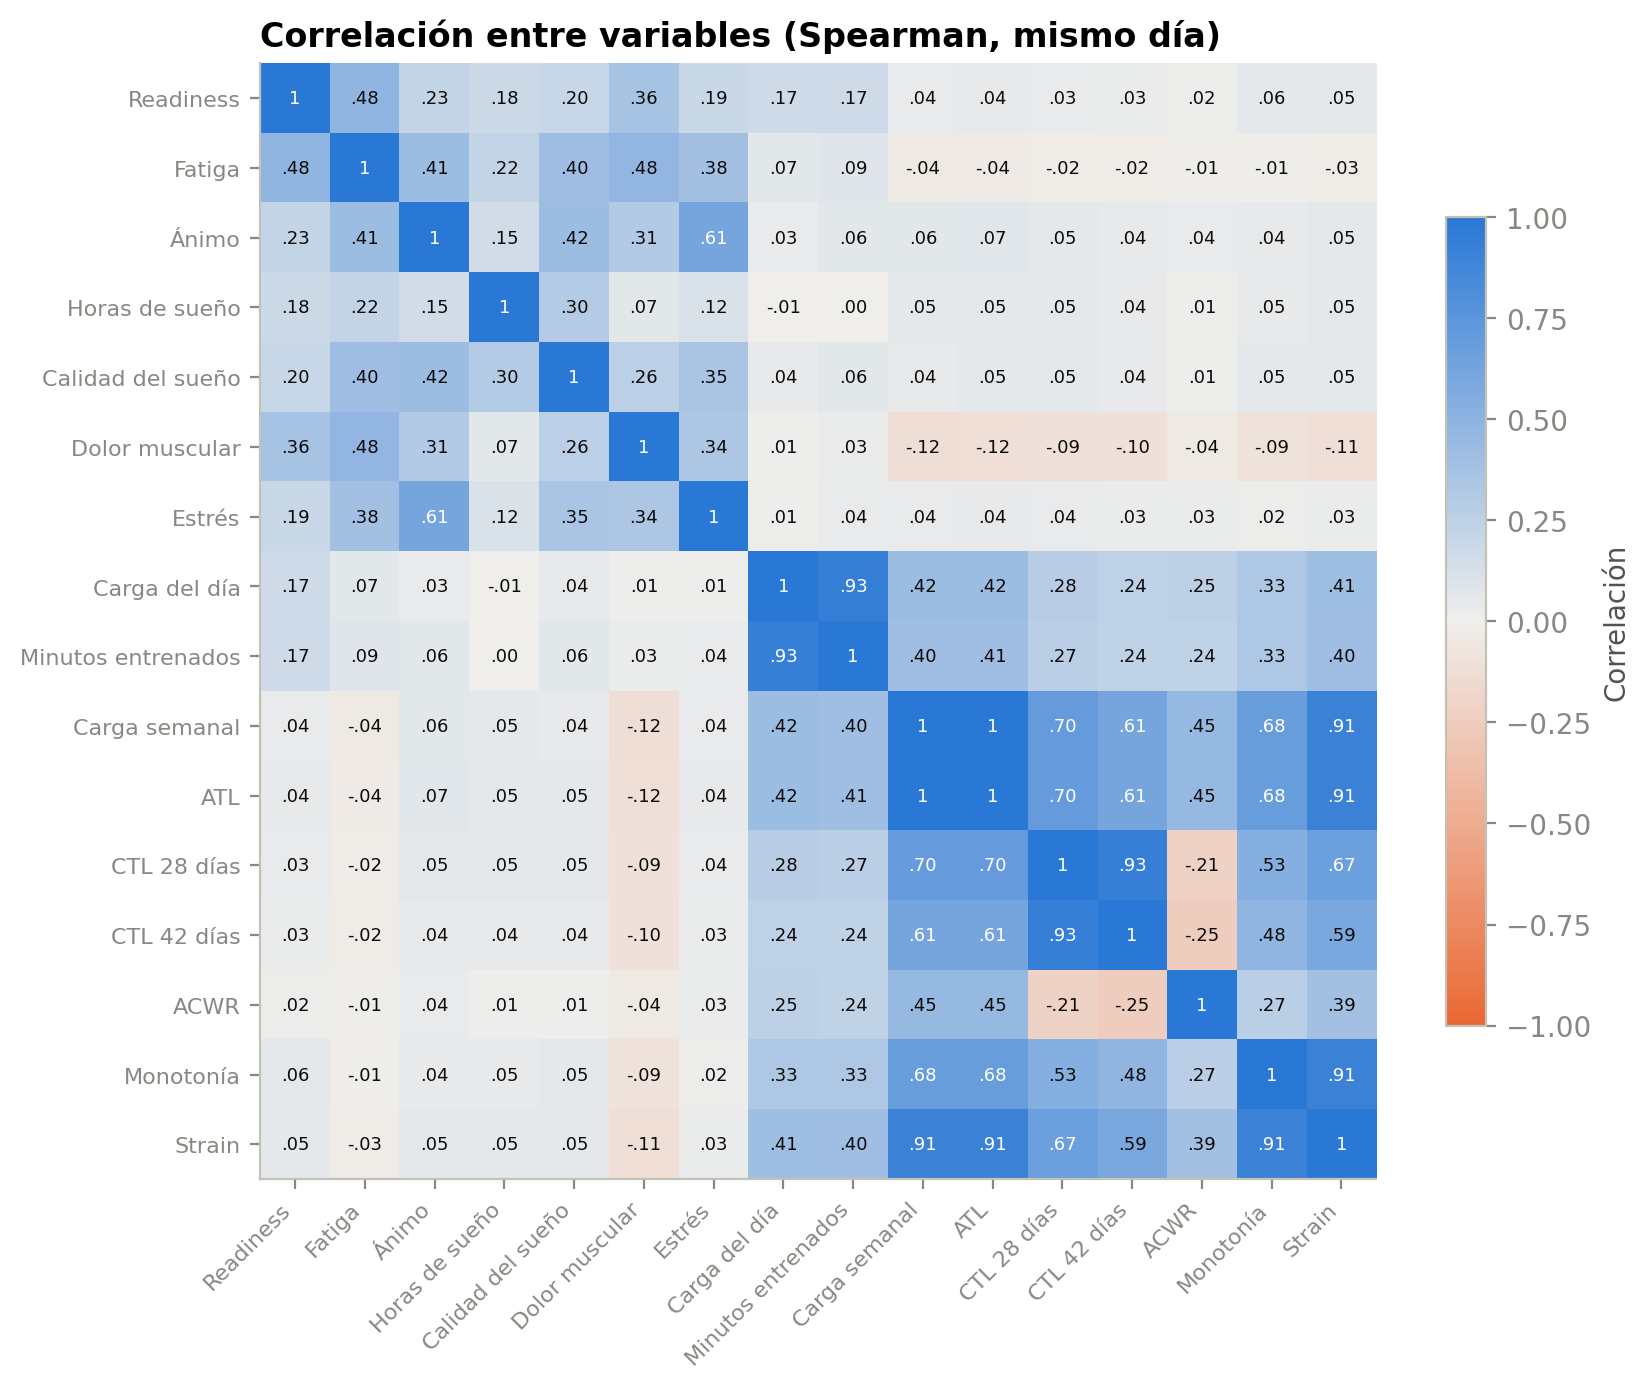 Correlación entre variables (Spearman, mismo día)
Readiness 1 .48 .23 .18 .20 .36 .19 .17 .17 .04 .04 .03 .03 .02 .06 .05
Fatiga .48 1 .41 .22 .40 .48 .38 .07 .09 -.04 -.04 -.02 -.02 -.01 -.01 -.03
Ánimo .23 .41 1 .15 .42 .31 .61 .03 .06 .06 .07 .05 .04 .04 .04 .05
Horas de sueño .18 .22 .15 1 .30 .07 .12 -.01 .00 .05 .05 .05 .04 .01 .05 .05
Calidad del sueño .20 .40 .42 .30 1 .26 .35 .04 .06 .04 .05 .05 .04 .01 .05 .05
Dolor muscular .36 .48 .31 .07 .26 1 .34 .01 .03 -.12 -.12 -.09 -.10 -.04 -.09 -.11
Estrés .19 .38 .61 .12 .35 .34 1 .01 .04 .04 .04 .04 .03 .03 .02 .03
Carga del día .17 .07 .03 -.01 .04 .01 .01 1 .93 .42 .42 .28 .24 .25 .33 .41
Minutos entrenados .17 .09 .06 .00 .06 .03 .04 .93 1 .40 .41 .27 .24 .24 .33 .40
Carga semanal .04 -.04 .06 .05 .04 -.12 .04 .42 .40 1 1 .70 .61 .45 .68 .91
ATL .04 -.04 .07 .05 .05 -.12 .04 .42 .41 1 1 .70 .61 .45 .68 .91
CTL 28 días .03 -.02 .05 .05 .05 -.09 .04 .28 .27 .70 .70 1 .93 -.21 .53 .67
CTL 42 días .03 -.02 .04 .04 .04 -.10 .03 .24 .24 .61 .61 .93 1 -.25 .48 .59
ACWR .02 -.01 .04 .01 .01 -.04 .03 .25 .24 .45 .45 -.21 -.25 1 .27 .39
Monotonía .06 -.01 .04 .05 .05 -.09 .02 .33 .33 .68 .68 .53 .48 .27 1 .91
Strain .05 -.03 .05 .05 .05 -.11 .03 .41 .40 .91 .91 .67 .59 .39 .91 1
Readiness Fatiga Ánimo Horas de sueño Calidad del sueño Dolor muscular Estrés Carga del día Minutos entrenados Carga semanal ATL CTL 28 días CTL 42 días ACWR Monotonía Strain
1.00
0.75
0.50
0.25
0.00
−0.25
−0.50
−0.75
−1.00
Correlación